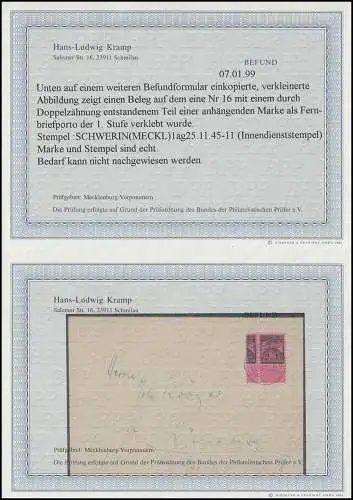 Hans-Ludwig Kramp
Salemer Str. 16, 23911 Schmilau
BEFUND
07.01.99
Unten auf einem weiteren Befundformular einkopierte, verkleinerte
Abbildung zeigt einen Beleg auf dem eine Nr 16 mit einem durch
Doppelzähnung entstandenem Teil einer anhängenden Marke als Fern-
briefporto der 1. Stufe verklebt wurde.
Stempel :SCHWERIN(MECKL)1ag25.11.45-11 (Innendienststempel)
Marke und Stempel sind echt.
Bedarf kann nicht nachgewiesen werden.
Prüfgebiet: Mecklenburg-Vorpommern
Die Prüfung erfolgte auf Grund der Prüfordnung des Bundes der Philatelistischen Prüfer e.V.
Hans-Ludwig Kramp
Salemer Str. 16, 23911 Schmilau
BEFUND
Prüfgebiet: Mecklenburg-Vorpommern
Die Prüfung erfolgte auf Grund der Prüfordnung des Bundes der Philatelistischen Prüfer e.V.